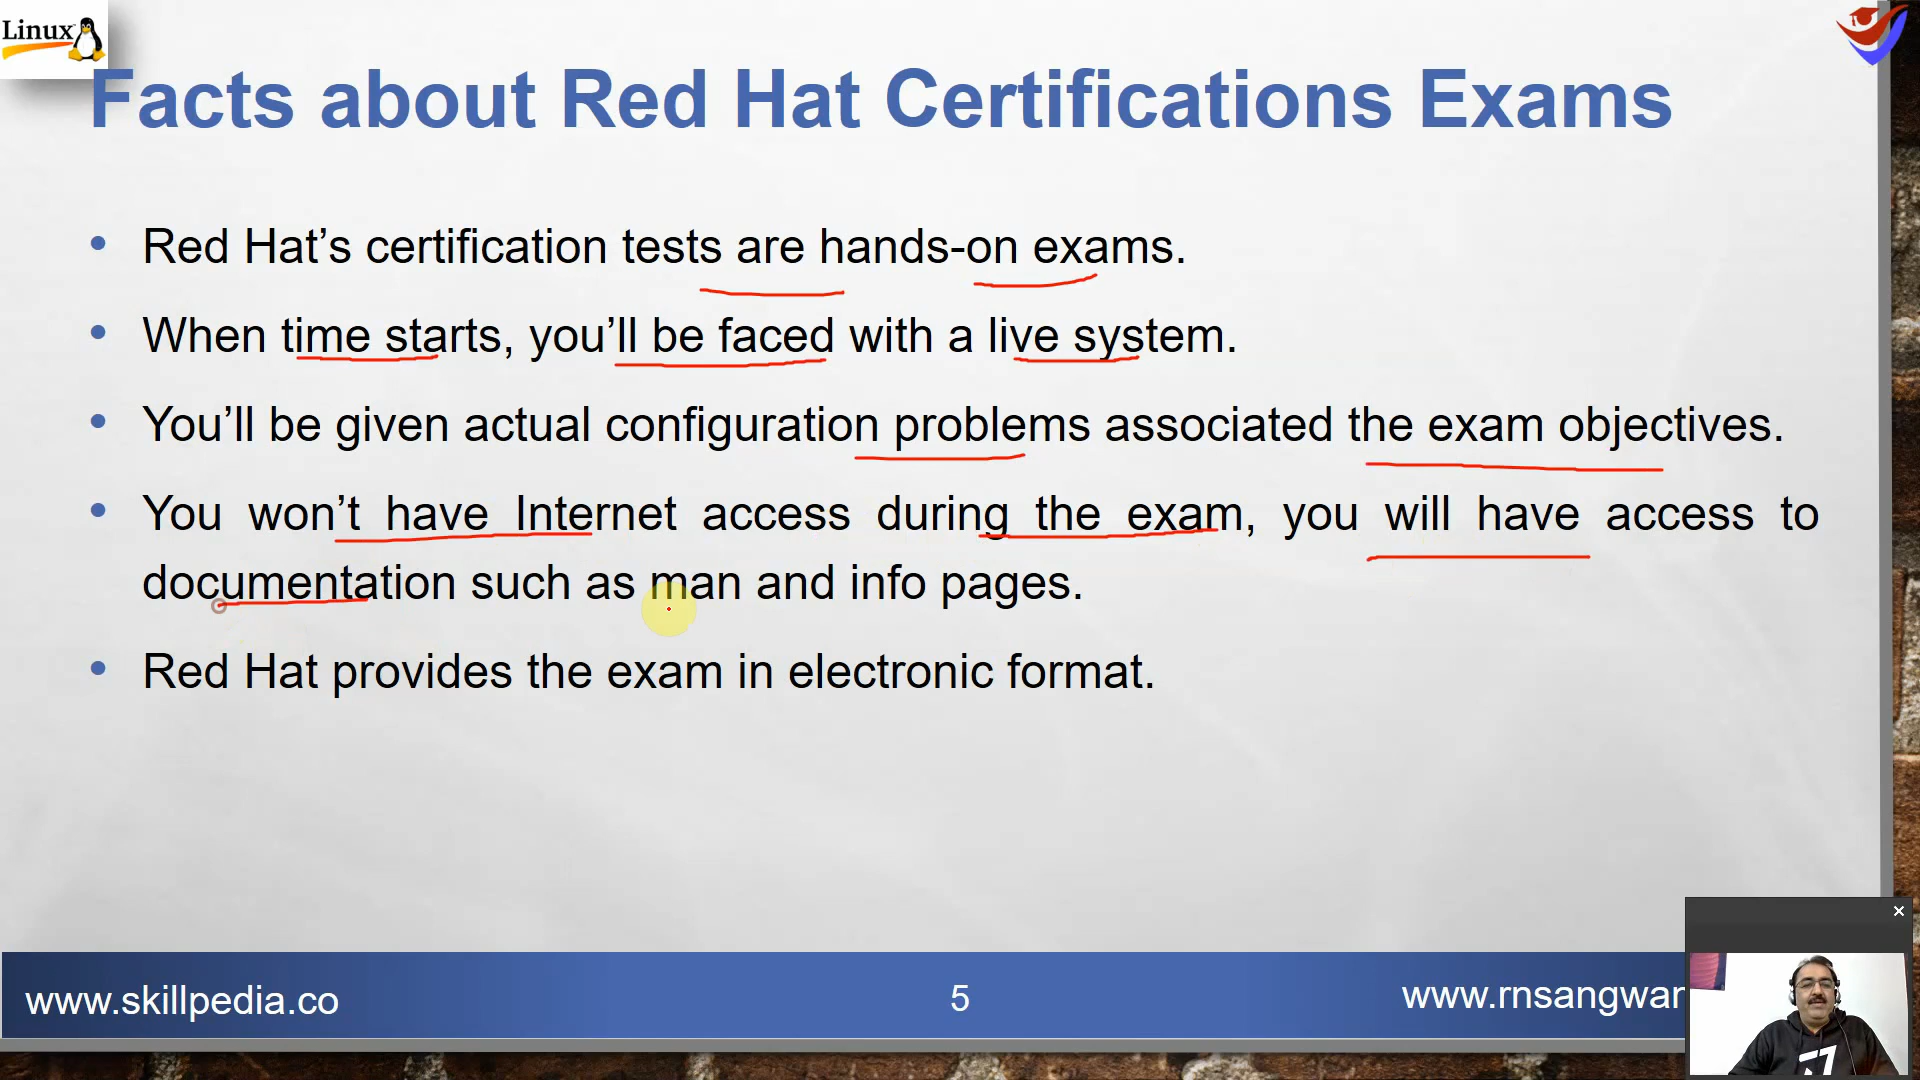 Linux
Facts about Red Hat Certifications Exams
• Red Hat’s certification tests are hands-on exams.
• When time starts, you’ll be faced with a live system.
• You’ll be given actual configuration problems associated the exam objectives.
• You won’t have Internet access during the exam, you will have access to
documentation such as man and info pages.
• Red Hat provides the exam in electronic format.
www.skillpedia.co
5
www.rnsangwan